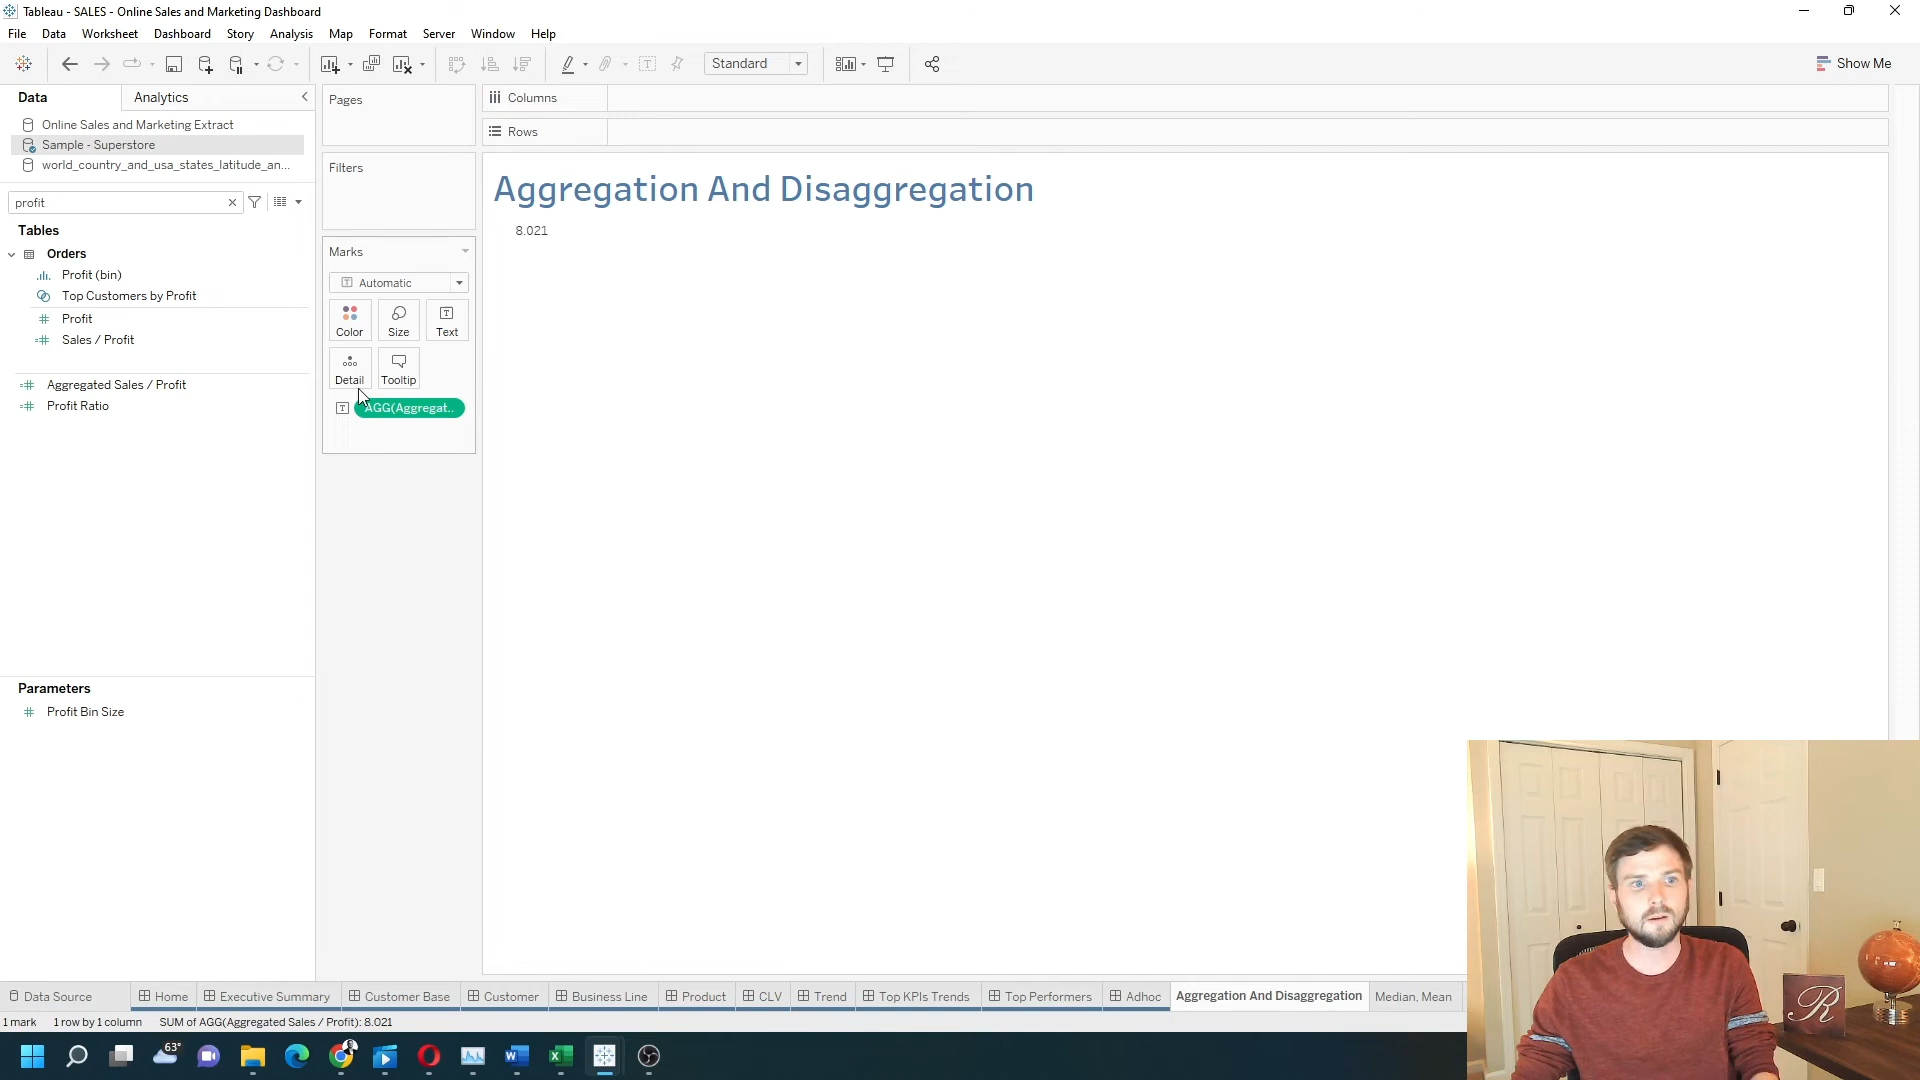 Tableau - SALES - Online Sales and Marketing Dashboard
File Data Worksheet Dashboard Story Analysis Map Format Server Window Help
Standard
Show Me
Data Analytics
Online Sales and Marketing Extract
Sample - Superstore
world_country_and_usa_states_latitude_an...
profit
Tables
Orders
Profit (bin)
Top Customers by Profit
Profit
Sales / Profit
Aggregated Sales / Profit
Profit Ratio
Parameters
Profit Bin Size
Pages
Filters
Marks
Automatic
Color Size Text
Detail Tooltip
AGG(Aggregat..
Columns
Rows
Aggregation And Disaggregation
8.021
R
Data Source Home Executive Summary Customer Base Customer Business Line Product CLV Trend Top KPIs Trends Top Performers Adhoc Aggregation And Disaggregation Median, Mean
1 mark 1 row by 1 column SUM of AGG(Aggregated Sales / Profit): 8.021
63°